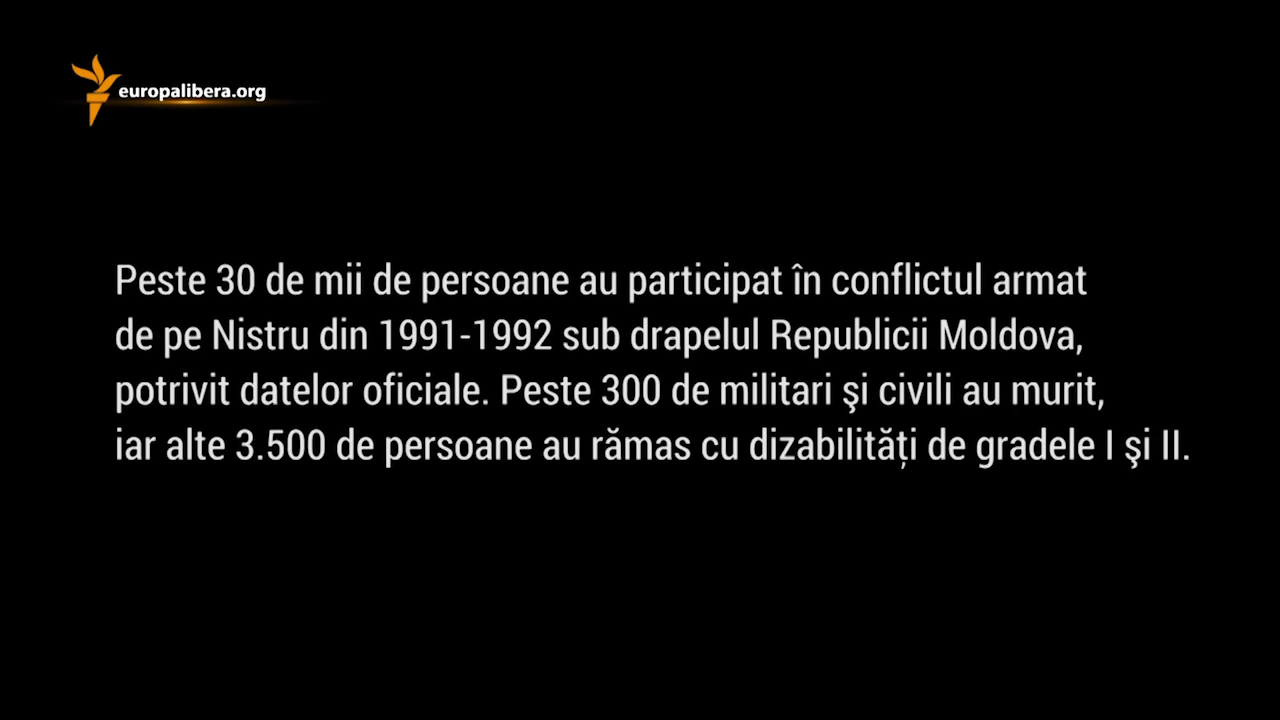 europalibera.org
Peste 30 de mii de persoane au participat în conflictul armat
de pe Nistru din 1991-1992 sub drapelul Republicii Moldova,
potrivit datelor oficiale. Peste 300 de militari şi civili au murit,
iar alte 3.500 de persoane au rămas cu dizabilități de gradele I şi II.